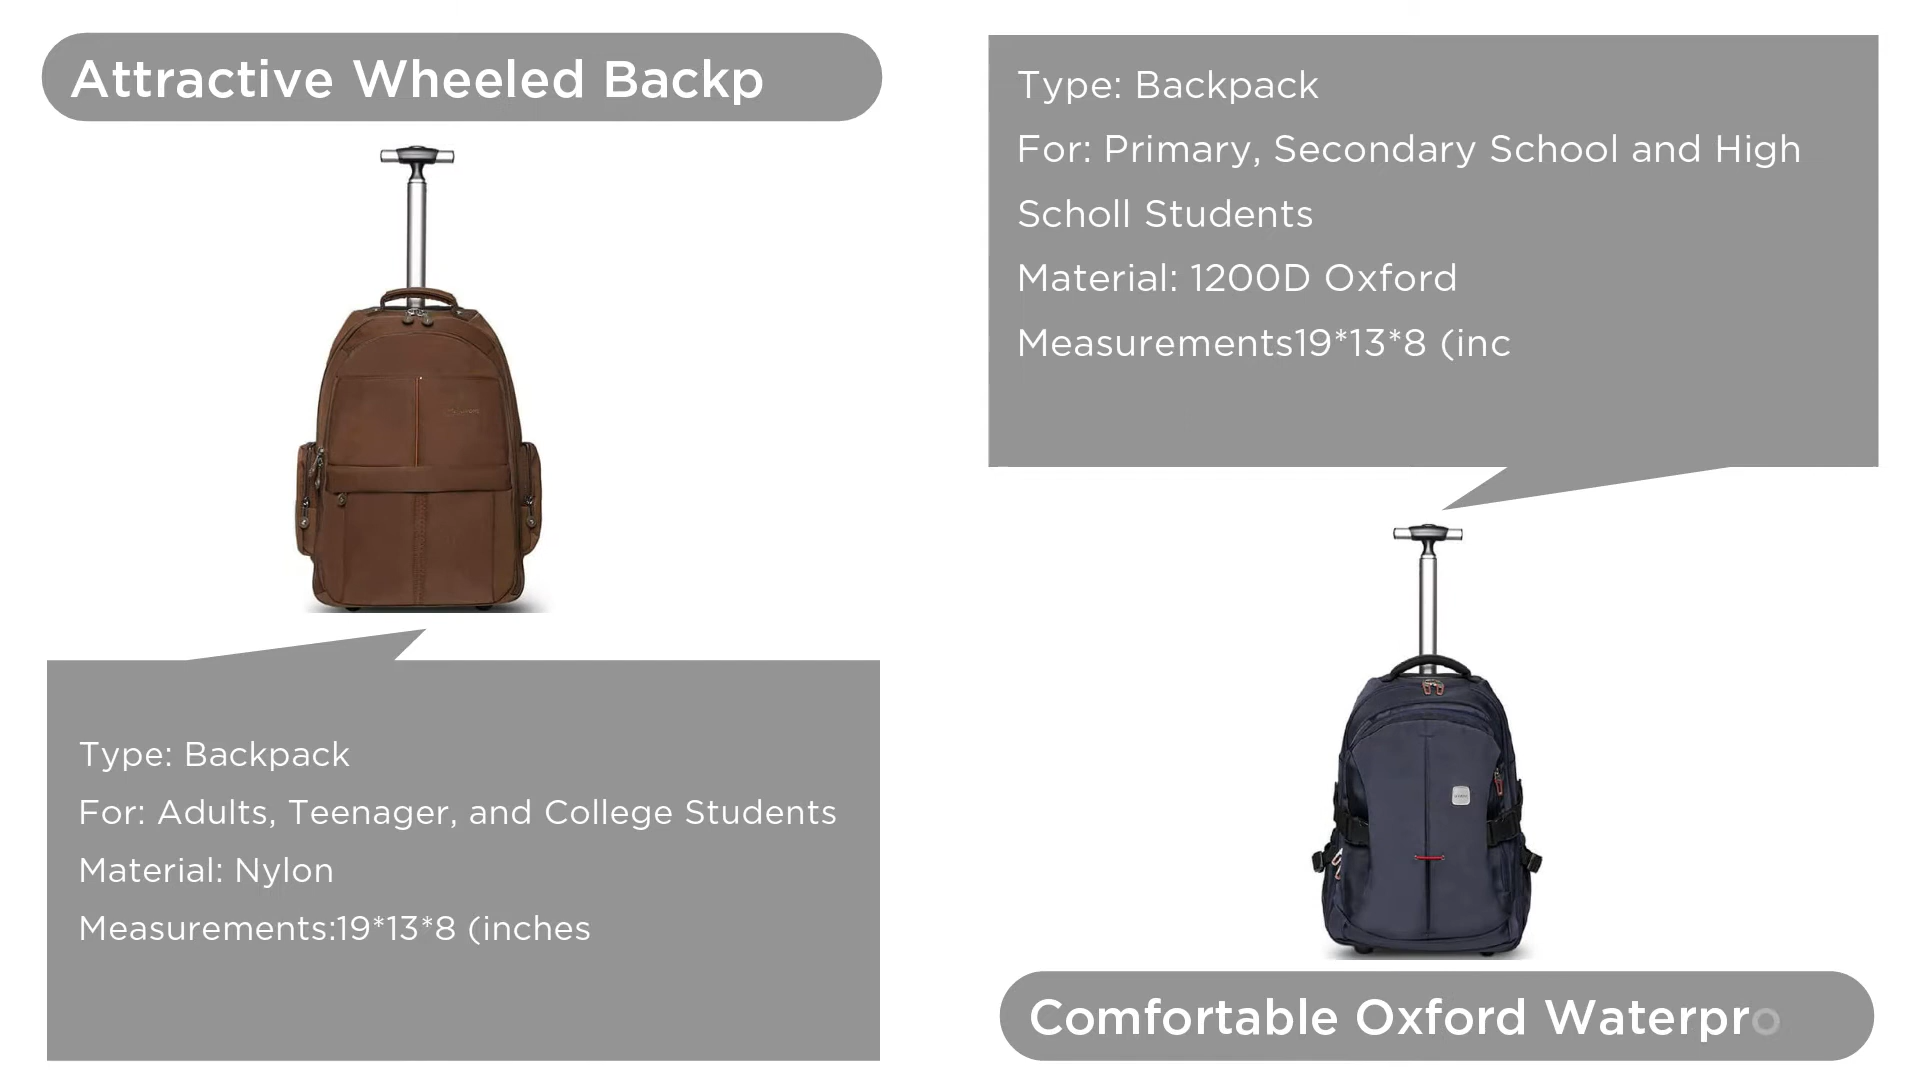 Attractive Wheeled Backp
Type: Backpack
For: Adults, Teenager, and College Students
Material: Nylon
Measurements:19*13*8 (inches
Type: Backpack
For: Primary, Secondary School and High
Scholl Students
Material: 1200D Oxford
Measurements19*13*8 (inc
Comfortable Oxford Waterpro